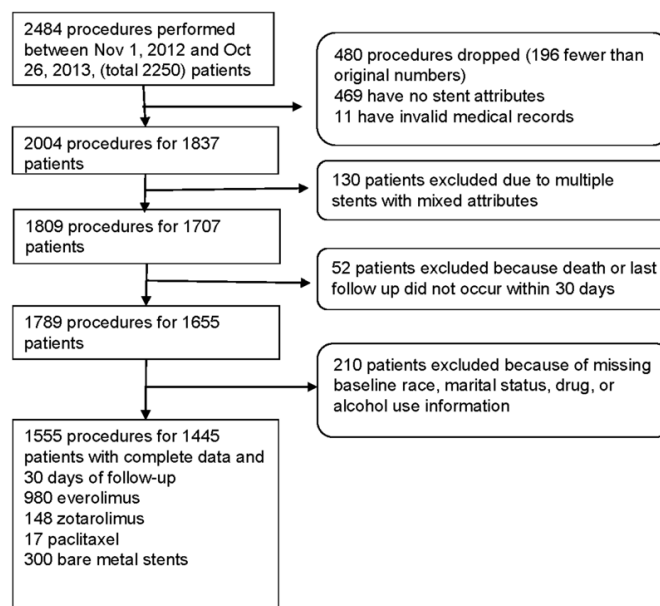 2484 procedures performed
between Nov 1, 2012 and Oct
26, 2013, (total 2250) patients
480 procedures dropped (196 fewer than
original numbers)
469 have no stent attributes
11 have invalid medical records
2004 procedures for 1837
patients
130 patients excluded due to multiple
stents with mixed attributes
1809 procedures for 1707
patients
52 patients excluded because death or last
follow up did not occur within 30 days
1789 procedures for 1655
patients
210 patients excluded because of missing
baseline race, marital status, drug, or
alcohol use information
1555 procedures for 1445
patients with complete data and
30 days of follow-up
980 everolimus
148 zotarolimus
17 paclitaxel
300 bare metal stents